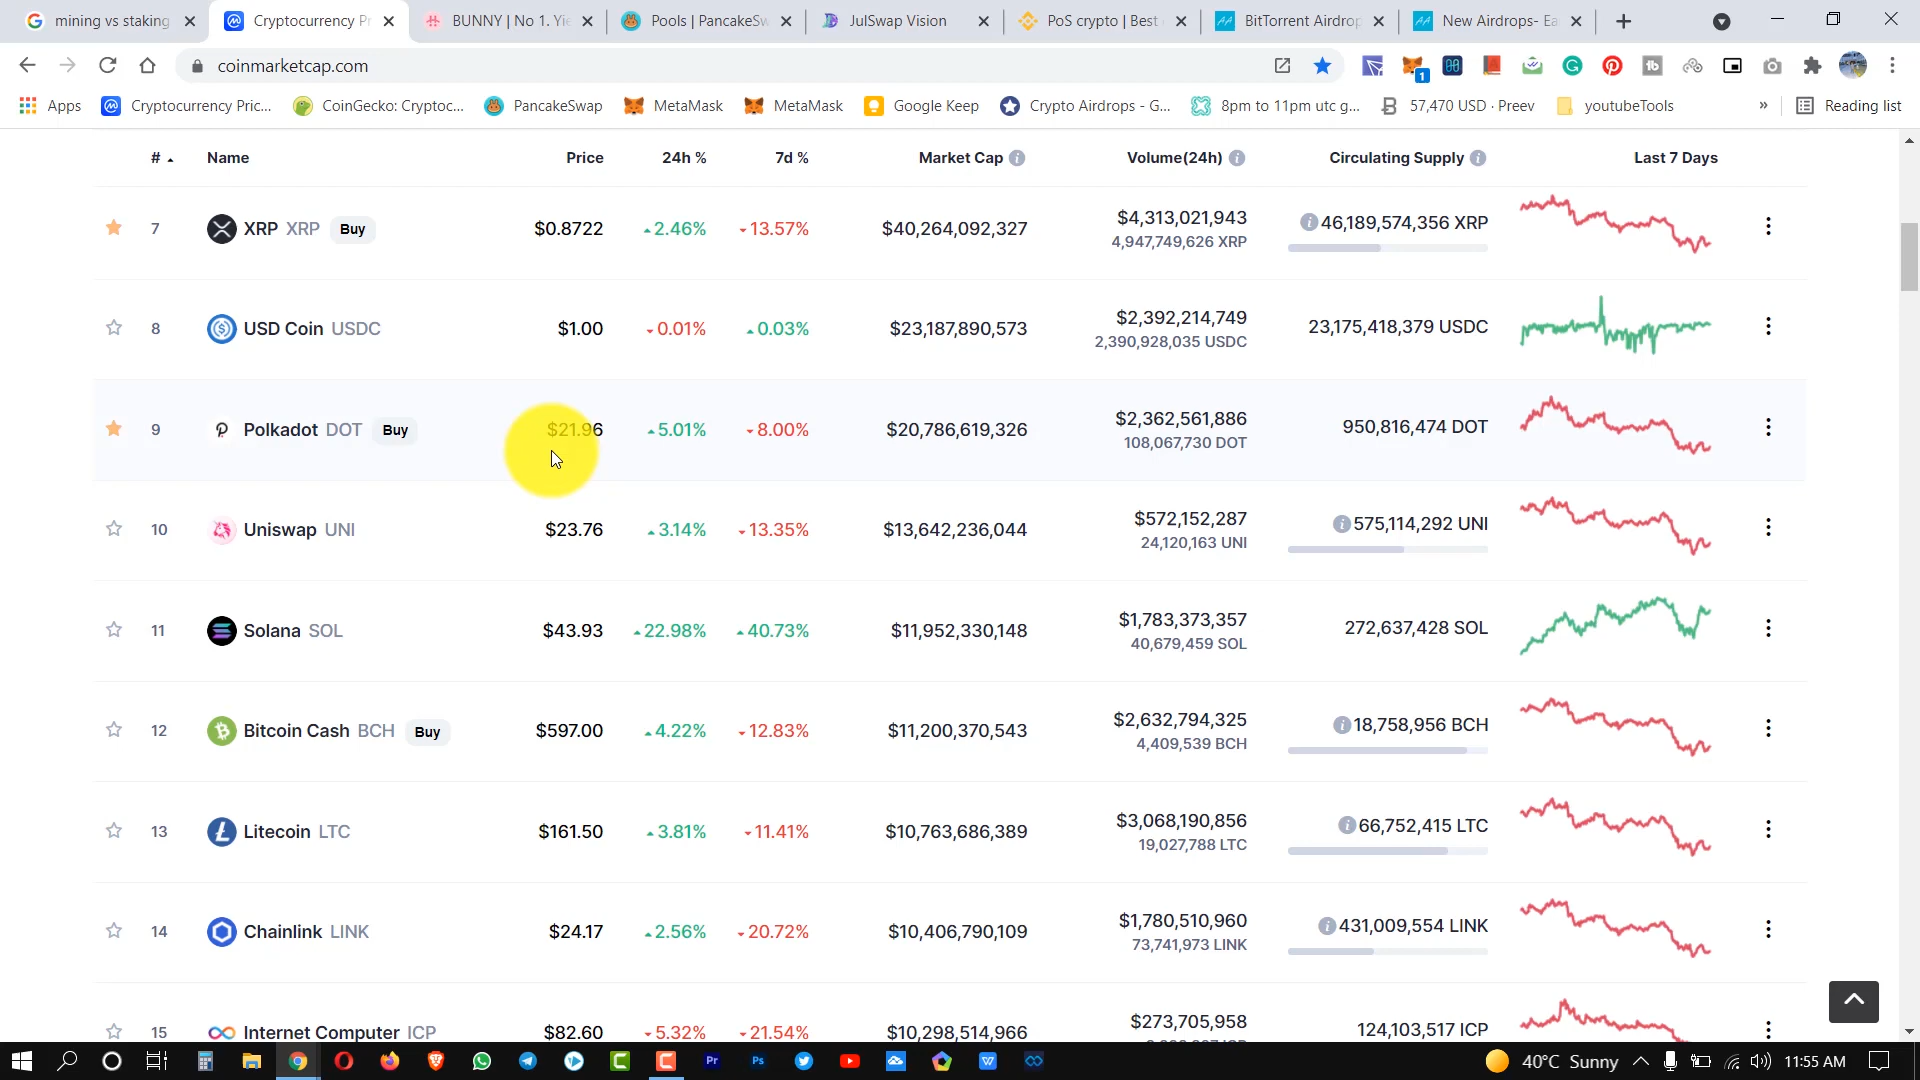 mining vs staking
Cryptocurrency Pr
BUNNY | No 1. Yie
Pools | PancakeSw
JulSwap Vision
PoS crypto | Best
BitTorrent Airdrop
New Airdrops- Ea
coinmarketcap.com
1
Apps
Cryptocurrency Pric...
CoinGecko: Cryptoc...
PancakeSwap
MetaMask
MetaMask
Google Keep
Crypto Airdrops - G...
8pm to 11pm utc g...
57,470 USD · Preev
youtubeTools
»
Reading list
# Name Price 24h % 7d % Market Cap Volume(24h) Circulating Supply Last 7 Days
7 XRP XRP Buy $0.8722 2.46% 13.57% $40,264,092,327 $4,313,021,943 46,189,574,356 XRP
4,947,749,626 XRP
8 USD Coin USDC $1.00 0.01% 0.03% $23,187,890,573 $2,392,214,749 23,175,418,379 USDC
2,390,928,035 USDC
9 Polkadot DOT Buy $21.96 5.01% 8.00% $20,786,619,326 $2,362,561,886 950,816,474 DOT
108,067,730 DOT
10 Uniswap UNI $23.76 3.14% 13.35% $13,642,236,044 $572,152,287 575,114,292 UNI
24,120,163 UNI
11 Solana SOL $43.93 22.98% 40.73% $11,952,330,148 $1,783,373,357 272,637,428 SOL
40,679,459 SOL
12 Bitcoin Cash BCH Buy $597.00 4.22% 12.83% $11,200,370,543 $2,632,794,325 18,758,956 BCH
4,409,539 BCH
13 Litecoin LTC $161.50 3.81% 11.41% $10,763,686,389 $3,068,190,856 66,752,415 LTC
19,027,788 LTC
14 Chainlink LINK $24.17 2.56% 20.72% $10,406,790,109 $1,780,510,960 431,009,554 LINK
73,741,973 LINK
15 Internet Computer ICP $82.60 5.32% 21.54% $10,298,514,966 $273,705,958 124,103,517 ICP
40°C Sunny
11:55 AM